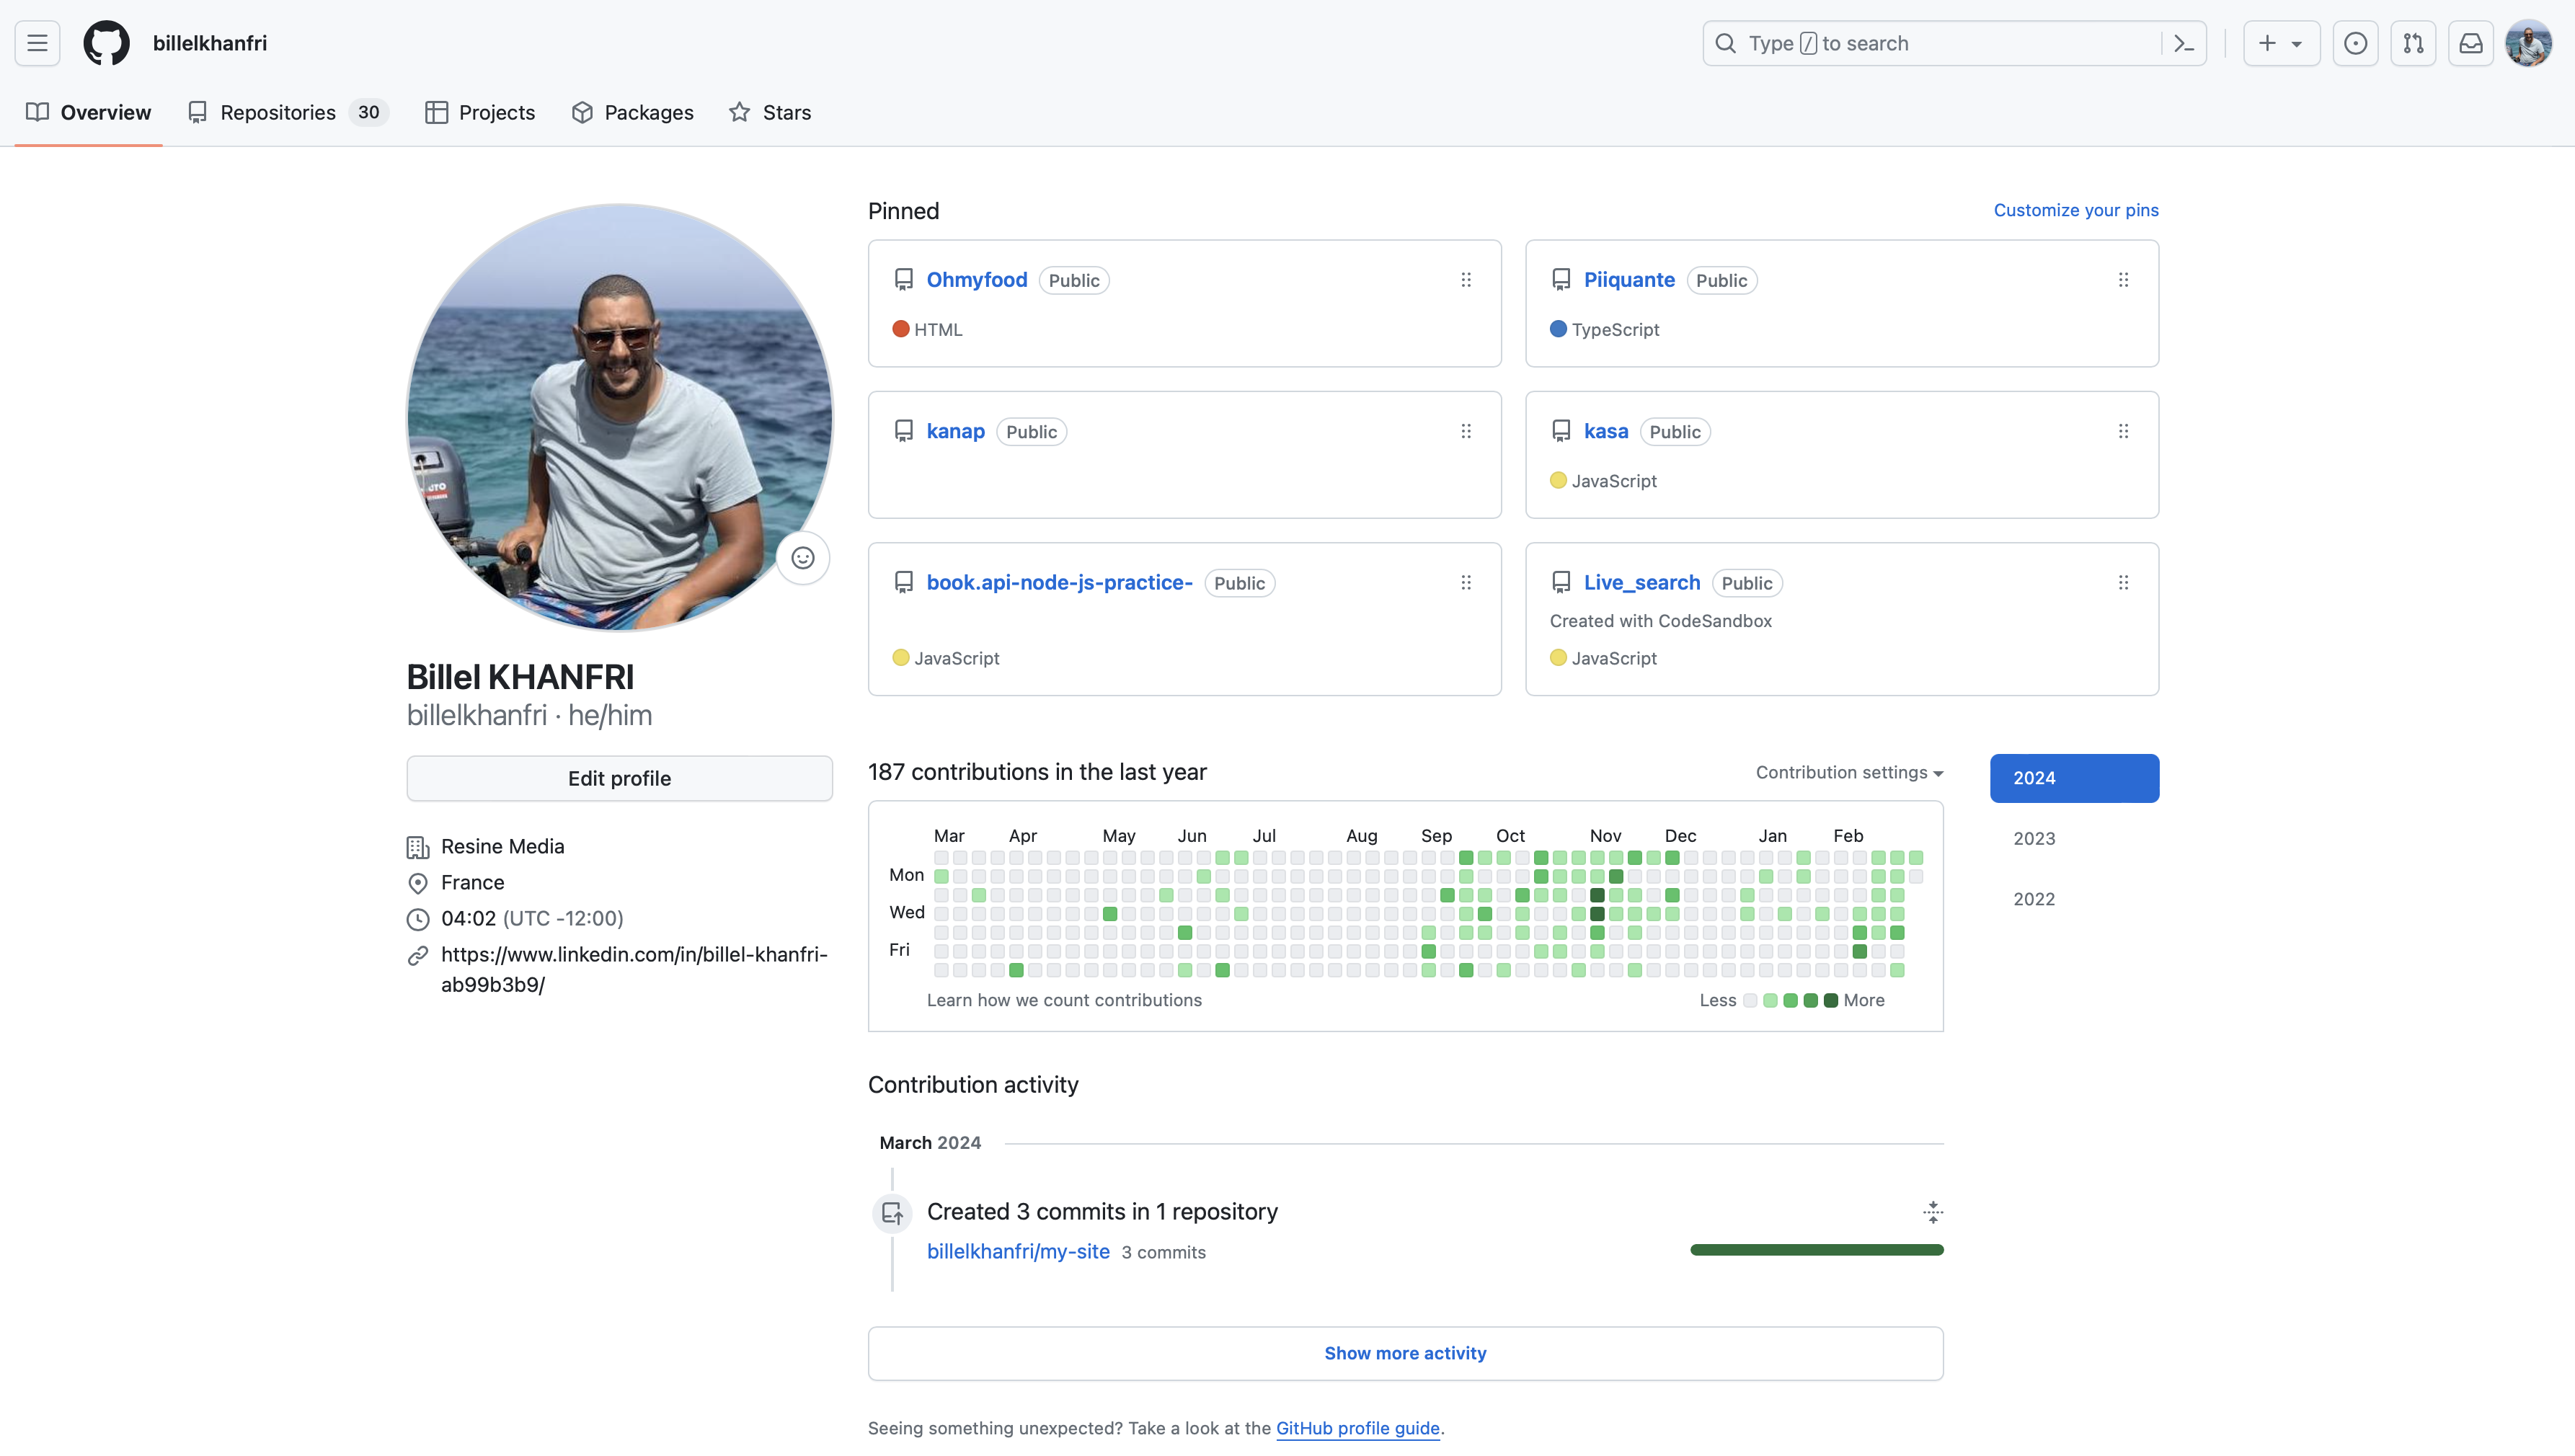 billelkhanfri
Type / to search
Overview
Repositories 30
Projects
Packages
Stars
Billel KHANFRI
billelkhanfri · he/him
Edit profile
Resine Media
France
04:02 (UTC -12:00)
https://www.linkedin.com/in/billel-khanfri-
ab99b3b9/
Pinned
Customize your pins
Ohmyfood Public
HTML
Piiquante Public
TypeScript
kanap Public
kasa Public
JavaScript
book.api-node-js-practice- Public
JavaScript
Live_search Public
Created with CodeSandbox
JavaScript
187 contributions in the last year
Contribution settings
2024
2023
2022
Mar Apr May Jun Jul Aug Sep Oct Nov Dec Jan Feb
Mon
Wed
Fri
Learn how we count contributions
Less More
Contribution activity
March 2024
Created 3 commits in 1 repository
billelkhanfri/my-site 3 commits
Show more activity
Seeing something unexpected? Take a look at the GitHub profile guide.